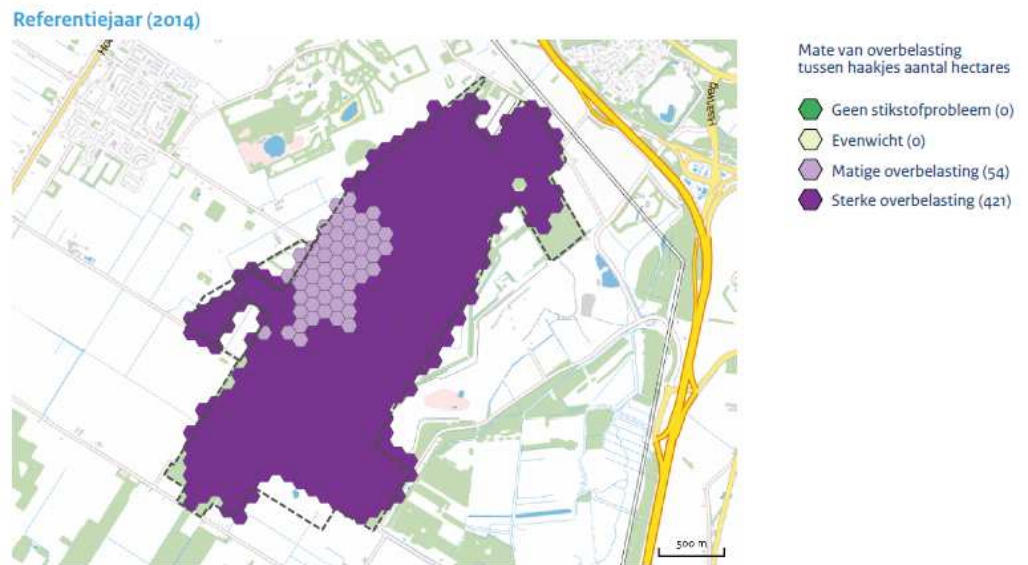 Referentiejaar (2014)
Mate van overbelasting
tussen haakjes aantal hectares
Geen stikstofprobleem (0)
Evenwicht (0)
Matige overbelasting (54)
Sterke overbelasting (421)
500 m